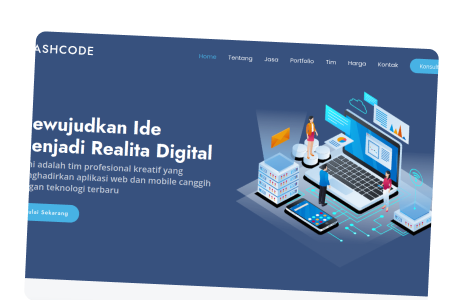 ASHCODE
Home Tentang Jasa Portfolio Tim Harga Kontak Konsul
ewujudkan Ide
enjadi Realita Digital
ni adalah tim profesional kreatif yang
nghadirkan aplikasi web dan mobile canggih
gan teknologi terbaru
ulai Sekarang